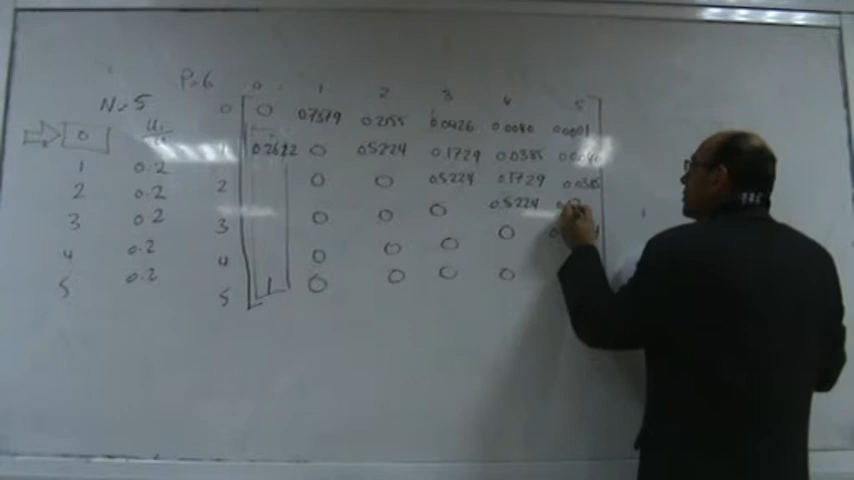 P=6 0 1 2 3 4 5
N=5 0 0 0.7519 0.2155 0.0426 0.0080 0.0001
0 0.2622 0 0.5224 0.1729 0.0385
1 0.2 2 0 0 0.5224 0.1729 0.0385
2 0.2 0.5224
3 0.2 3 0 0 0 0
4 0.2 4 0 0 0
5 0.2 5 1 0 0 0 0